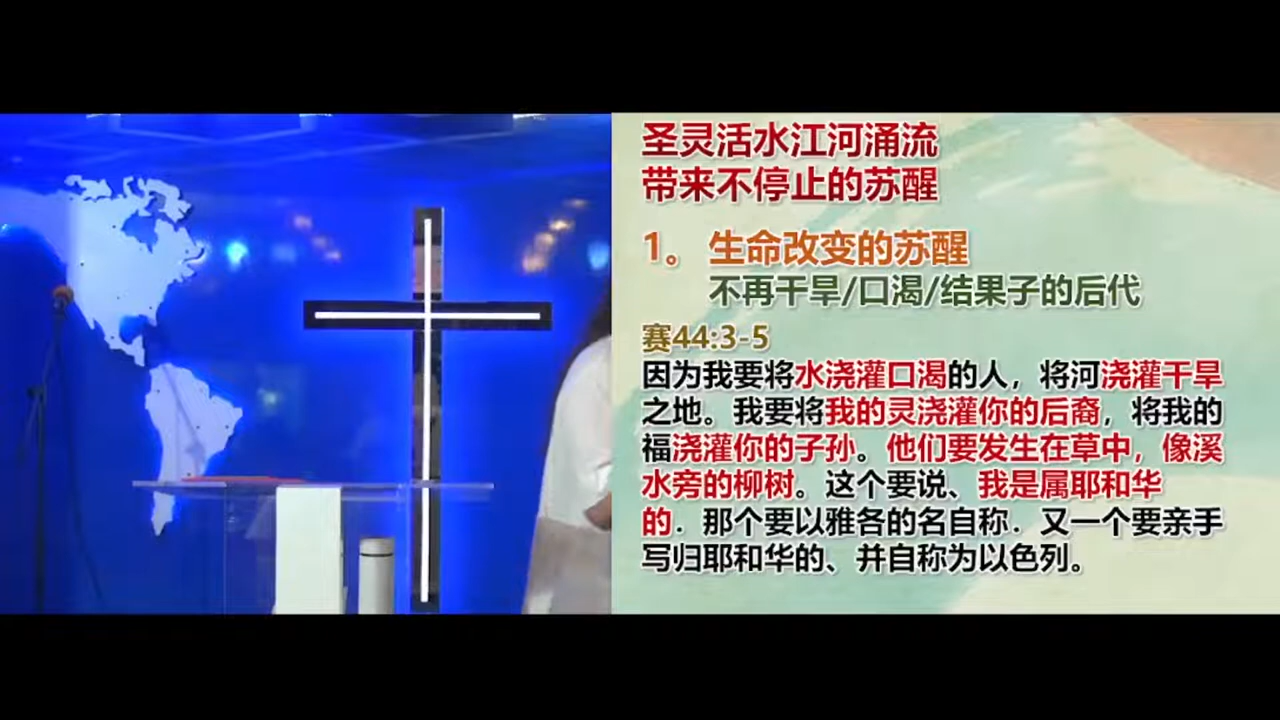 圣灵活水江河涌流
带来不停止的苏醒
1。 生命改变的苏醒
不再干旱/口渴/结果子的后代
赛44:3-5
因为我要将水浇灌口渴的人，将河浇灌干旱
之地。我要将我的灵浇灌你的后裔，将我的
福浇灌你的子孙。他们要发生在草中，像溪
水旁的柳树。这个要说、我是属耶和华
的．那个要以雅各的名自称．又一个要亲手
写归耶和华的、并自称为以色列。